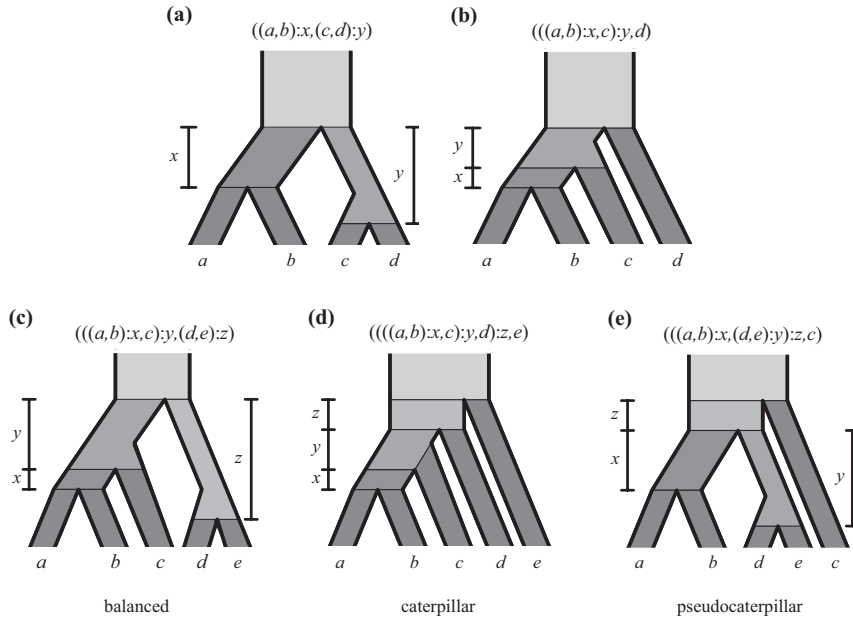 (a)
((a,b):x,(c,d):y)
x
y
a b c d
(b)
(((a,b):x,c):y,d)
y
x
a b c d
(c)
(((a,b):x,c):y,(d,e):z)
y
x
z
a b c d e
balanced
(d)
((((a,b):x,c):y,d):z,e)
z
y
x
a b c d e
caterpillar
(e)
(((a,b):x,(d,e):y):z,c)
z
x
y
a b d e c
pseudocaterpillar